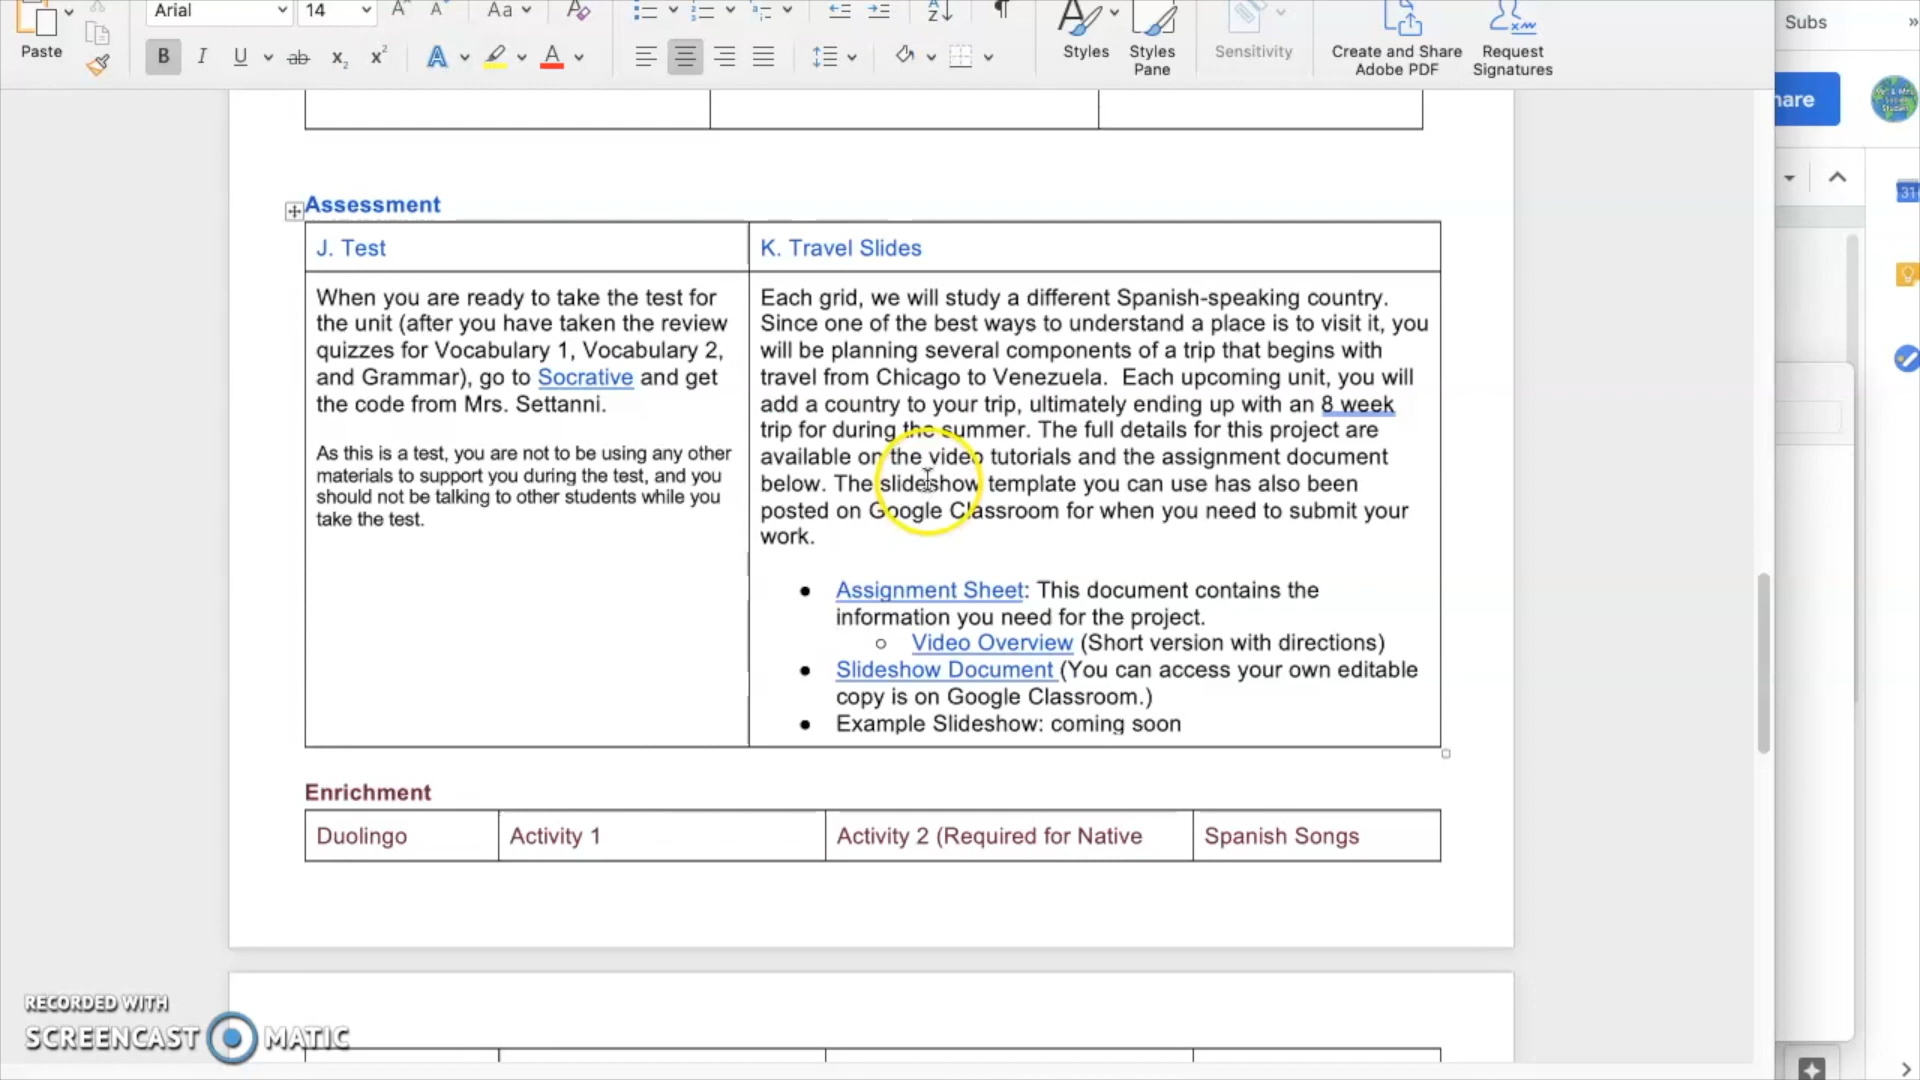 Arial
14
Aa
Subs
Paste
B
I
U
ab
x₂
x²
A
A
Styles
Styles
Pane
Sensitivity
Create and Share
Adobe PDF
Request
Signatures
hare
31
Assessment
J. Test
K. Travel Slides
When you are ready to take the test for
the unit (after you have taken the review
quizzes for Vocabulary 1, Vocabulary 2,
and Grammar), go to Socrative and get
the code from Mrs. Settanni.
As this is a test, you are not to be using any other
materials to support you during the test, and you
should not be talking to other students while you
take the test.
Each grid, we will study a different Spanish-speaking country.
Since one of the best ways to understand a place is to visit it, you
will be planning several components of a trip that begins with
travel from Chicago to Venezuela. Each upcoming unit, you will
add a country to your trip, ultimately ending up with an 8 week
trip for during the summer. The full details for this project are
available on the video tutorials and the assignment document
below. The slideshow template you can use has also been
posted on Google Classroom for when you need to submit your
work.
● Assignment Sheet: This document contains the
information you need for the project.
○ Video Overview (Short version with directions)
● Slideshow Document (You can access your own editable
copy is on Google Classroom.)
● Example Slideshow: coming soon
Enrichment
Duolingo
Activity 1
Activity 2 (Required for Native
Spanish Songs
RECORDED WITH
SCREENCAST MATIC